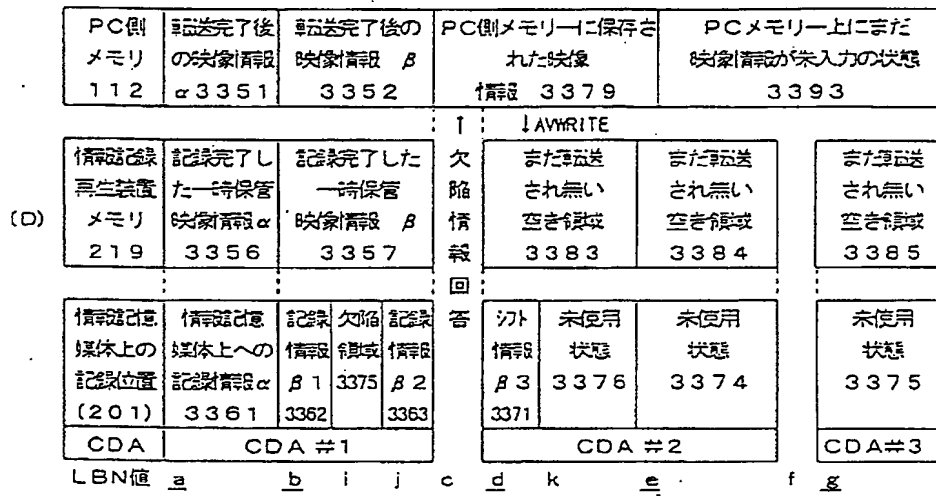 PC側
メモリ
112
転送完了後
の映像情報
α3351
転送完了後の
映像情報 β
3352
PC側メモリーに保存さ
れた映像
情報 3379
PCメモリー上にまだ
映像情報が未入力の状態
3393
↑ ↓AVWRITE
(D)
情報記録
再生装置
メモリ
219
記録完了し
た一時保管
映像情報α
3356
記録完了した
一時保管
映像情報 β
3357
欠陥情報回答
まだ転送
され無い
空き領域
3383
まだ転送
され無い
空き領域
3384
まだ転送
され無い
空き領域
3385
情報記憶
媒体上の
記録位置
(201)
情報記憶
媒体上への
記録情報α
3361
記録
情報
β1
3362
欠陥
領域
3375
記録
情報
β2
3363
シフト
情報
β3
3371
未使用
状態
3376
未使用
状態
3374
未使用
状態
3375
CDA CDA#1 CDA#2 CDA#3
LBN値 a b i j c d k e f g